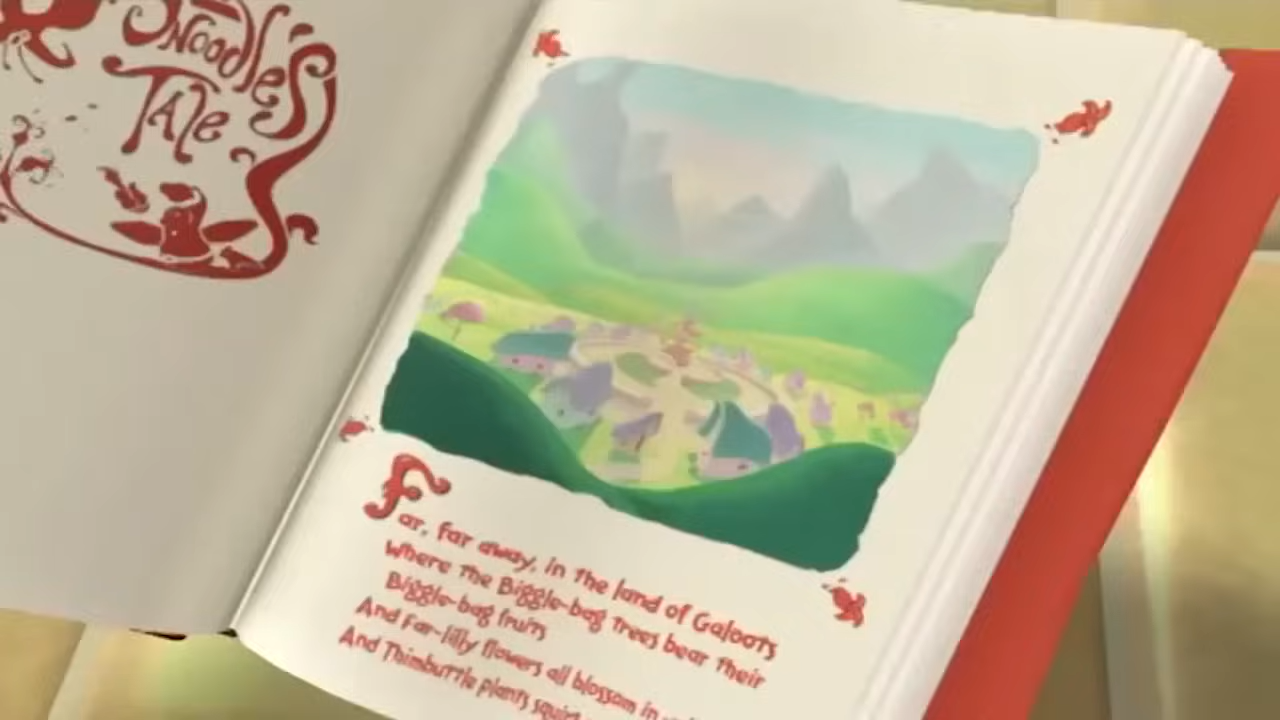 Snoodle's
Tale
Far, far away, in the land of Galoots
Where the Biggle-bag trees bear their
Biggle-bag fruits
And Far-lilly flowers all blossom in
And Thimbuttle plants squirt